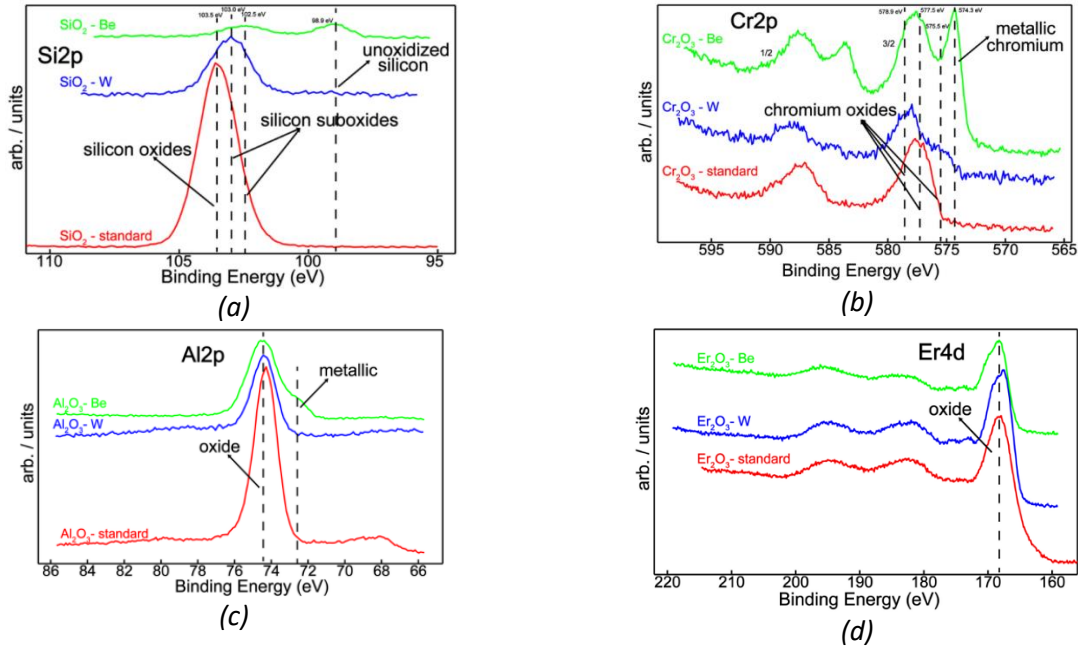 Si2p
arb. / units
SiO₂ - Be
SiO₂ - W
SiO₂ - standard
103.5 eV
103.0 eV
102.5 eV
98.9 eV
unoxidized
silicon
silicon suboxides
silicon oxides
110 105 100 95
Binding Energy (eV)
(a)
Cr2p
arb. / units
Cr₂O₃ - Be
Cr₂O₃ - W
Cr₂O₃ - standard
1/2
3/2
578.9 eV
577.5 eV
575.5 eV
574.3 eV
metallic
chromium
chromium oxides
595 590 585 580 575 570 565
Binding Energy (eV)
(b)
Al2p
arb. / units
Al₂O₃- Be
Al₂O₃- W
Al₂O₃- standard
metallic
oxide
86 84 82 80 78 76 74 72 70 68 66
Binding Energy (eV)
(c)
Er4d
arb. / units
Er₂O₃- Be
Er₂O₃- W
Er₂O₃- standard
oxide
219 210 200 190 180 170 160
Binding Energy (eV)
(d)